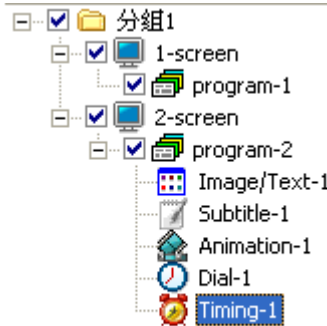 分組1
1-screen
program-1
2-screen
program-2
Image/Text-1
Subtitle-1
Animation-1
Dial-1
Timing-1